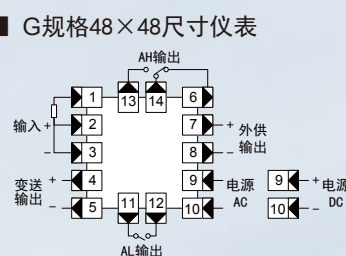 G规格48×48尺寸仪表
AH输出
1 13 14 6
输入 + 2 7 + 外供
- 3 8 - 输出
变送 + 4 9 电源 9 + 电源
输出 - 5 11 12 10 AC 10 - DC
AL输出